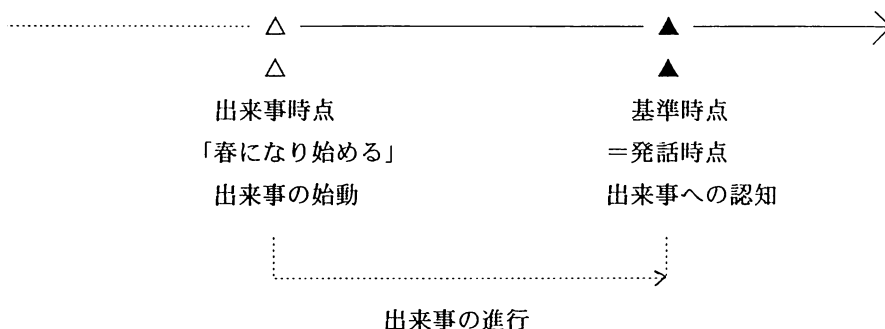 出来事時点
「春になり始める」
出来事の始動
基準時点
＝発話時点
出来事への認知
出来事の進行